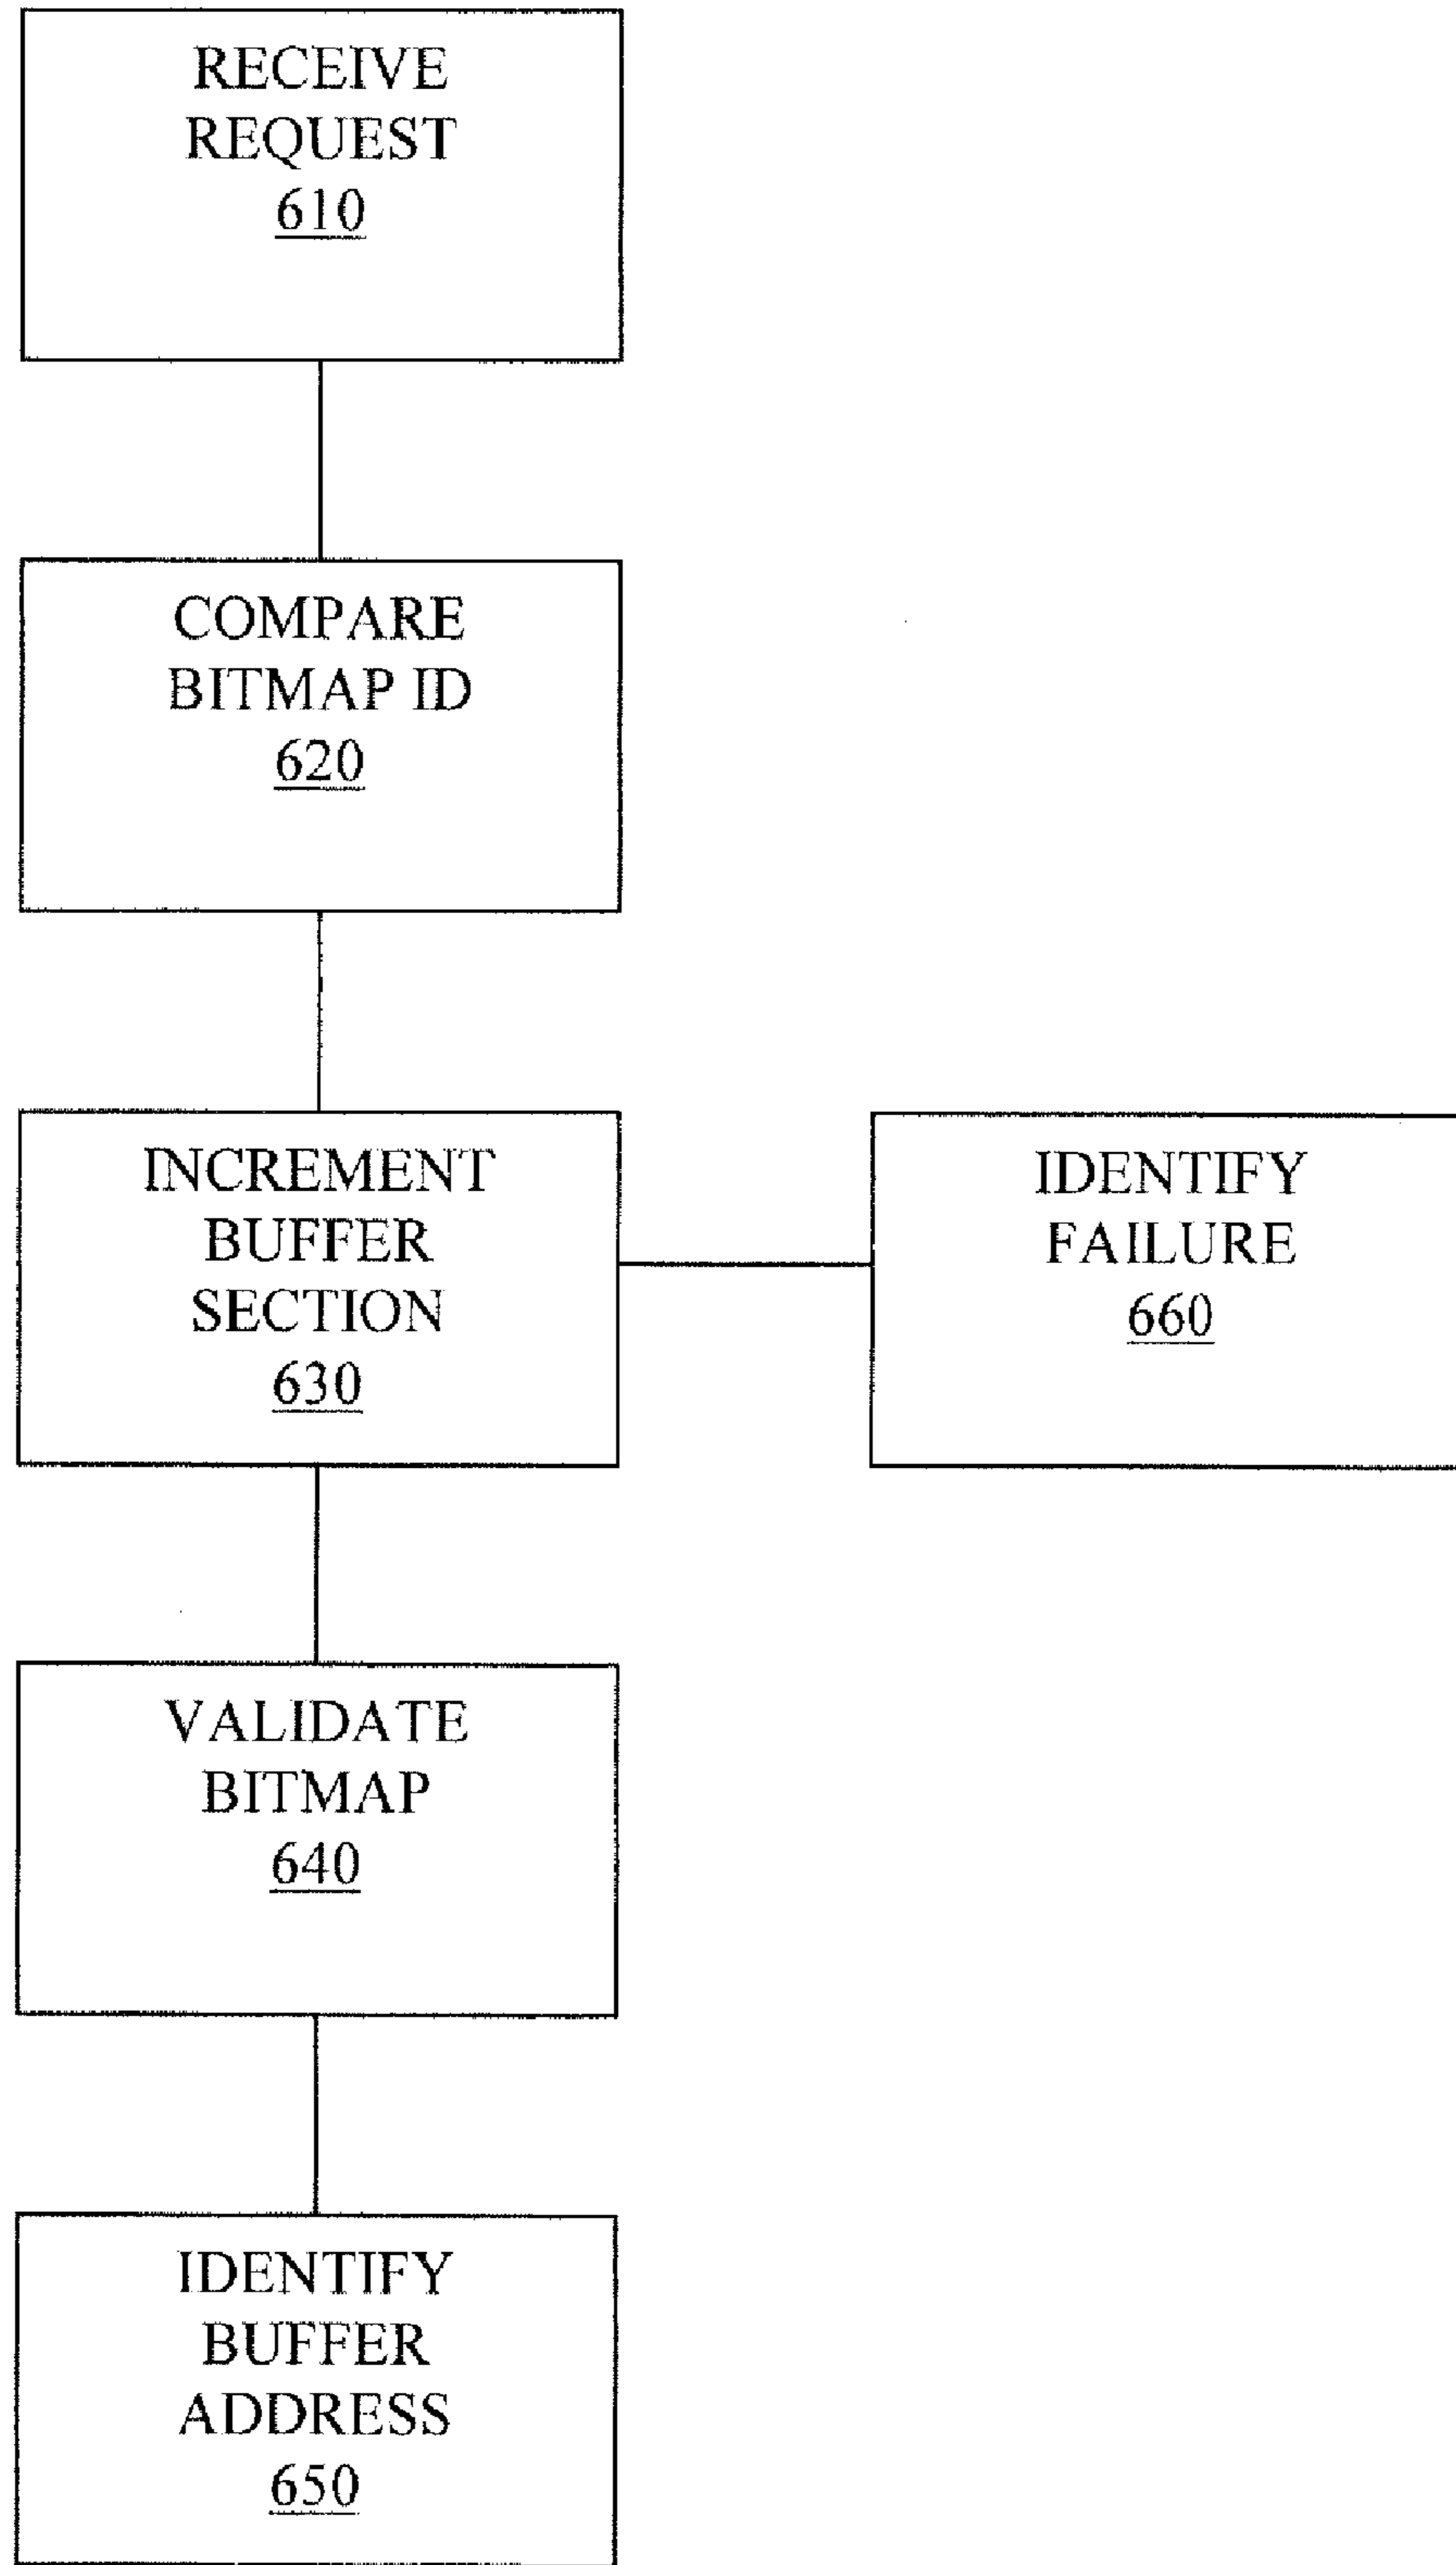 RECEIVE
REQUEST
610
COMPARE
BITMAP ID
620
INCREMENT
BUFFER
SECTION
630
IDENTIFY
FAILURE
660
VALIDATE
BITMAP
640
IDENTIFY
BUFFER
ADDRESS
650